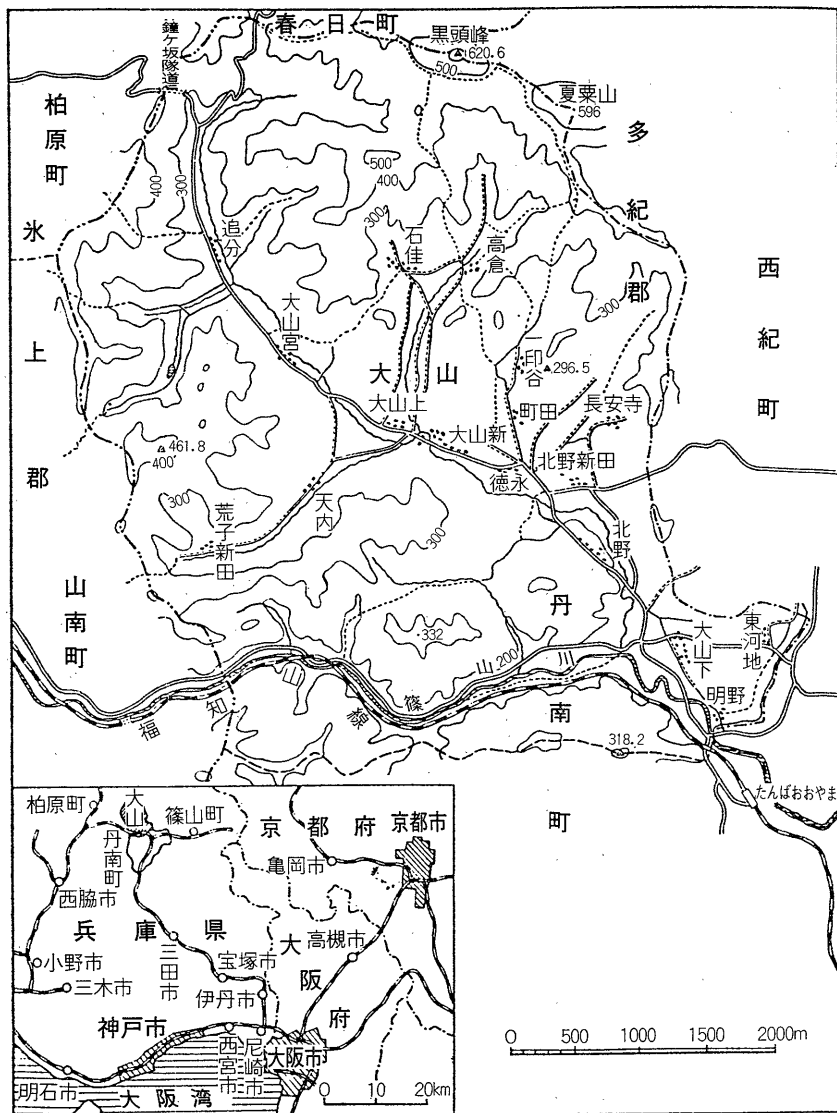 春日町
鐘ケ坂隧道
黒頭峰
620.6
500
夏栗山
596
柏原町
氷上郡
多紀郡
西紀町
400
300
500
400
300
追分
石住
高倉
300
大山宮
一印谷
296.5
大山
町田
長安寺
大山上
大山新
北野新田
徳永
461.8
400
300
天内
荒子新田
300
北野
山南町
丹南町
332
200
篠山川
大山下
東河地
明野
福知山線
318.2
たんばおおやま
柏原町
大山
篠山町
丹南町
京都府
京都市
亀岡市
西脇市
兵庫県
大阪府
高槻市
小野市
三田市
宝塚市
三木市
伊丹市
神戸市
西宮市
尼崎市
大阪市
明石市
大阪湾
0 10 20km
0 500 1000 1500 2000m